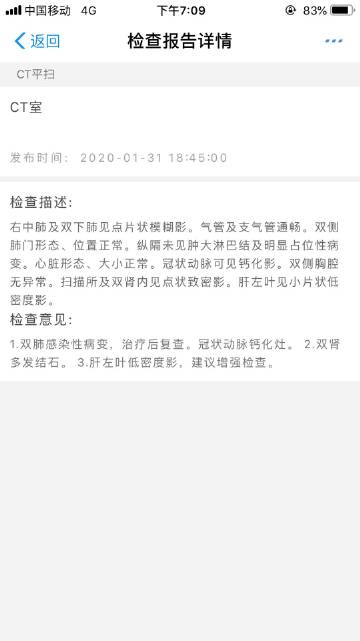 中国移动 4G 下午7:09 83%
返回 检查报告详情
CT平扫
CT室
发布时间: 2020-01-31 18:45:00
检查描述:
右中肺及双下肺见点片状模糊影。气管及支气管通畅。双侧
肺门形态、位置正常。纵隔未见肿大淋巴结及明显占位性病
变。心脏形态、大小正常。冠状动脉可见钙化影。双侧胸腔
无异常。扫描所及双肾内见点状致密影。肝左叶见小片状低
密度影。
检查意见:
1.双肺感染性病变，治疗后复查。冠状动脉钙化灶。 2.双肾
多发结石。 3.肝左叶低密度影，建议增强检查。